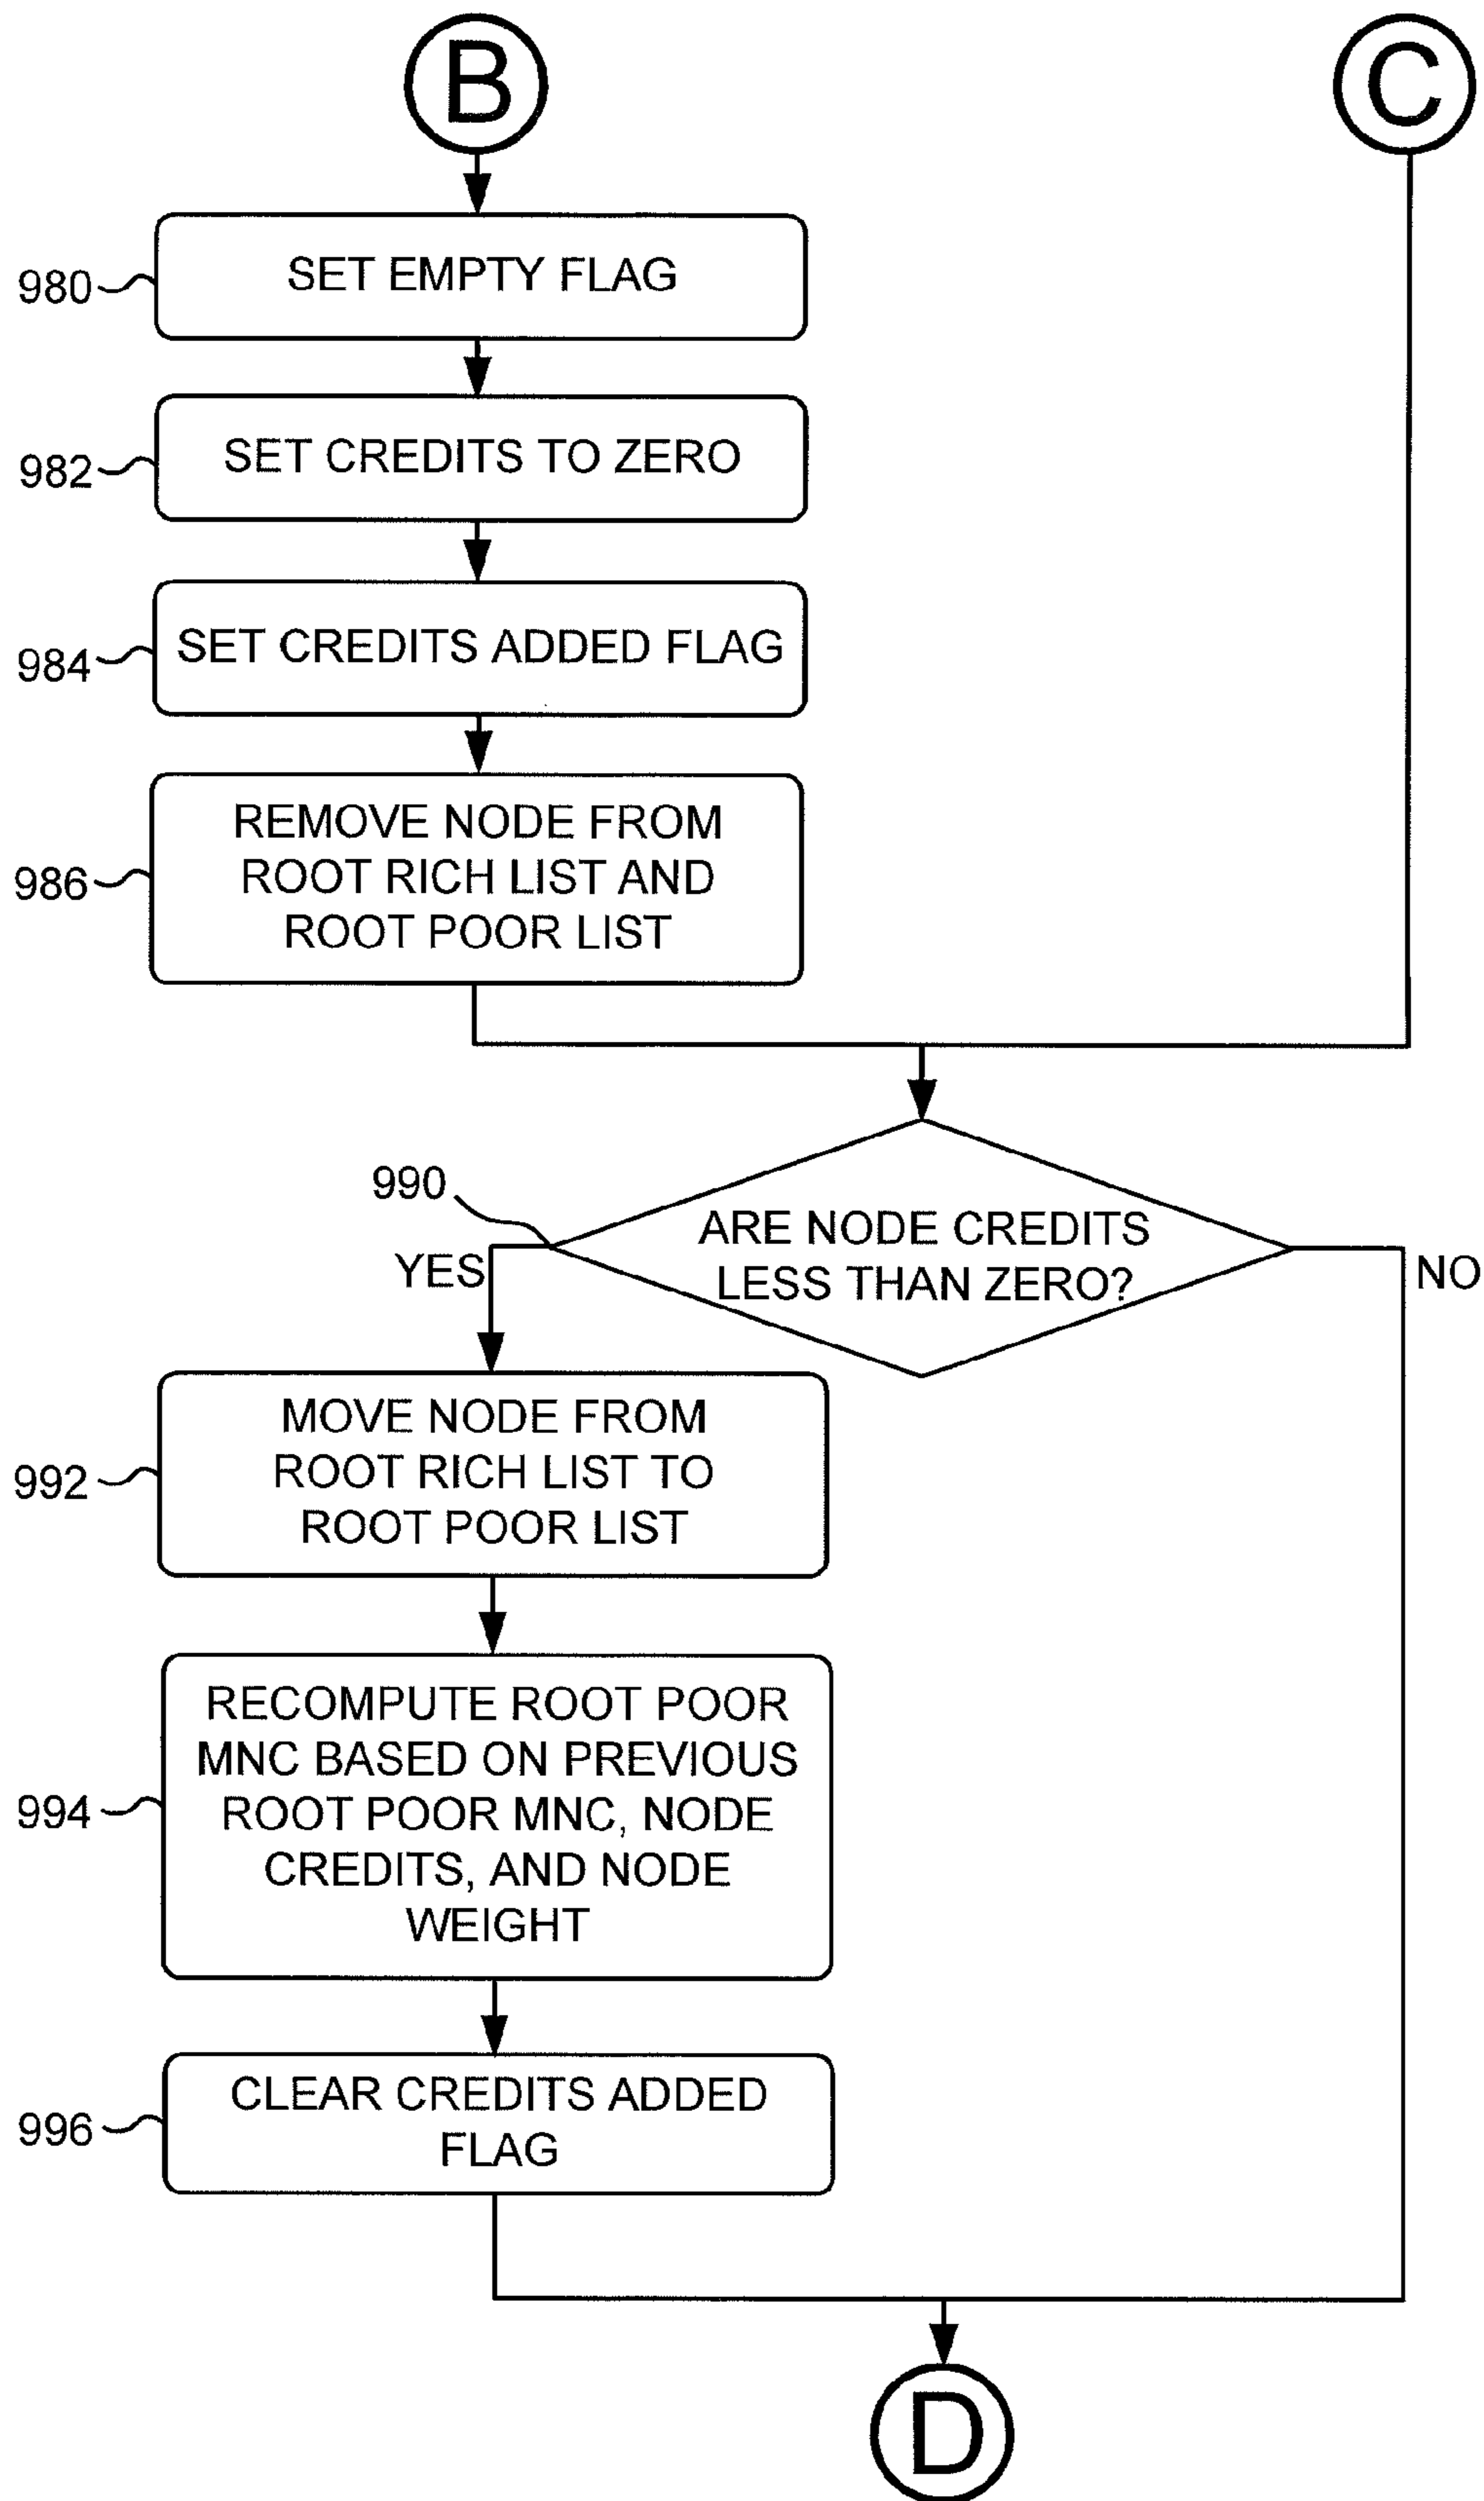 B
C
980
SET EMPTY FLAG
982
SET CREDITS TO ZERO
984
SET CREDITS ADDED FLAG
986
REMOVE NODE FROM
ROOT RICH LIST AND
ROOT POOR LIST
990
ARE NODE CREDITS
LESS THAN ZERO?
YES
NO
992
MOVE NODE FROM
ROOT RICH LIST TO
ROOT POOR LIST
994
RECOMPUTE ROOT POOR
MNC BASED ON PREVIOUS
ROOT POOR MNC, NODE
CREDITS, AND NODE
WEIGHT
996
CLEAR CREDITS ADDED
FLAG
D